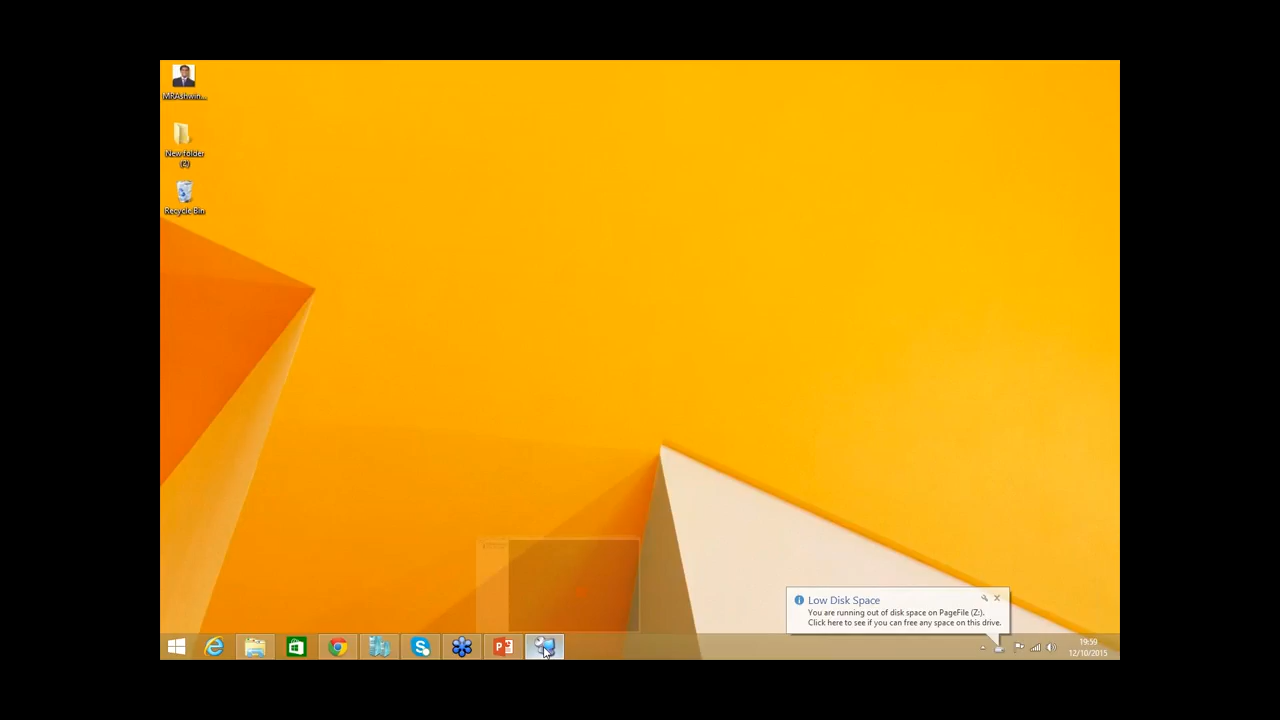 MRAshwin...
New folder
(2)
Recycle Bin
Low Disk Space
You are running out of disk space on PageFile (Z:).
Click here to see if you can free any space on this drive.
19:59
12/10/2015